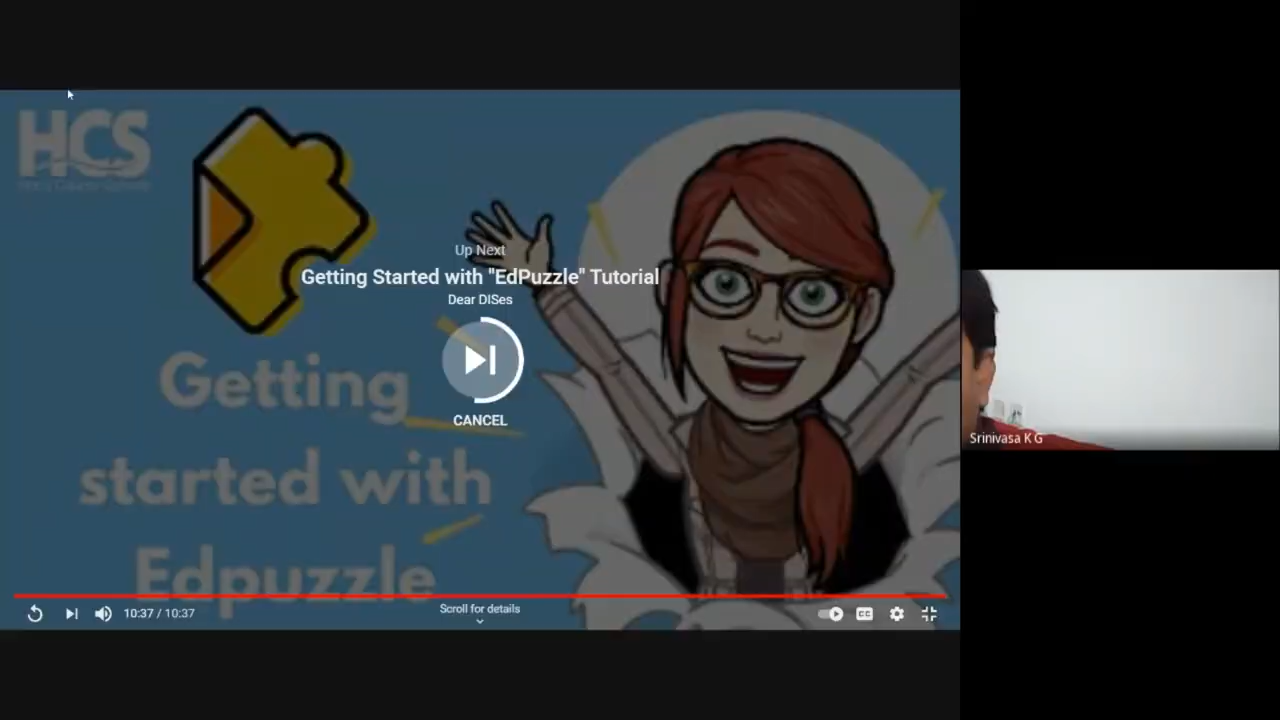 HCS
Up Next
Getting Started with "EdPuzzle" Tutorial
Dear DISes
CANCEL
Getting
started with
Edpuzzle
10:37 / 10:37
Scroll for details
CC
Srinivasa K G